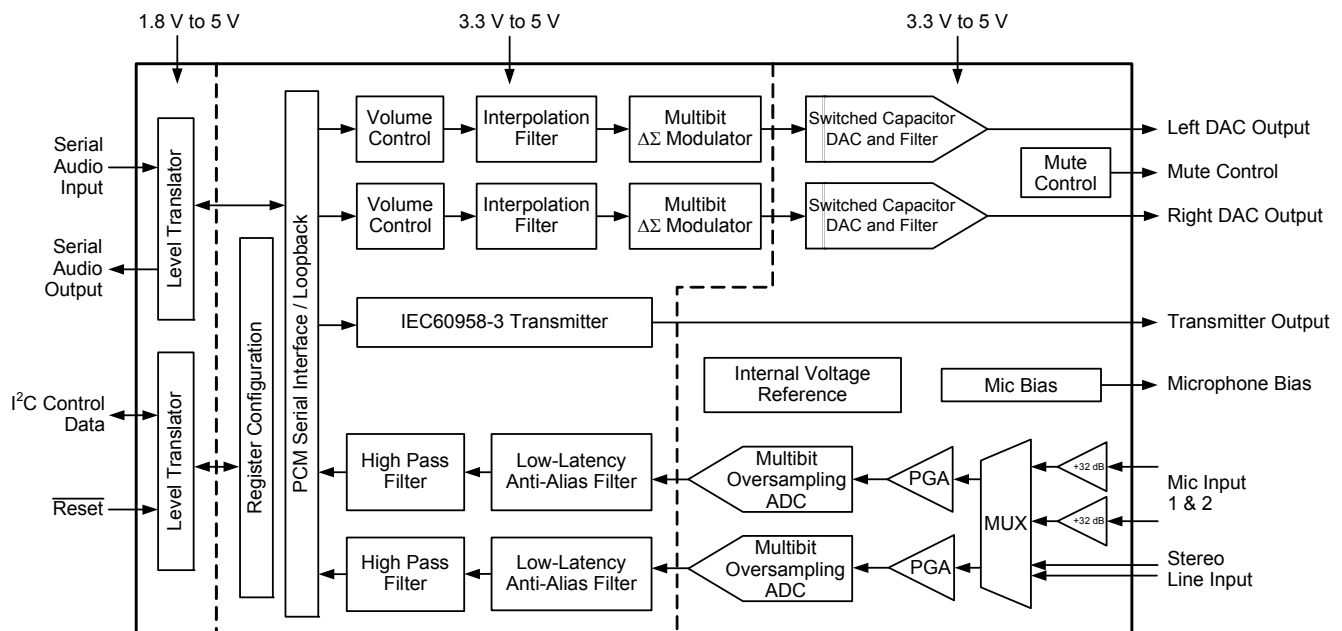 1.8 V to 5 V
3.3 V to 5 V
3.3 V to 5 V
Serial
Audio
Input
Serial
Audio
Output
I²C Control
Data
Reset
Level Translator
Level Translator
Register Configuration
PCM Serial Interface / Loopback
Volume
Control
Interpolation
Filter
Multibit
ΔΣ Modulator
Switched Capacitor
DAC and Filter
Left DAC Output
Mute
Control
Mute Control
Volume
Control
Interpolation
Filter
Multibit
ΔΣ Modulator
Switched Capacitor
DAC and Filter
Right DAC Output
IEC60958-3 Transmitter
Transmitter Output
Internal Voltage
Reference
Mic Bias
Microphone Bias
High Pass
Filter
Low-Latency
Anti-Alias Filter
Multibit
Oversampling
ADC
PGA
MUX
+32 dB
+32 dB
Mic Input
1 & 2
High Pass
Filter
Low-Latency
Anti-Alias Filter
Multibit
Oversampling
ADC
PGA
Stereo
Line Input